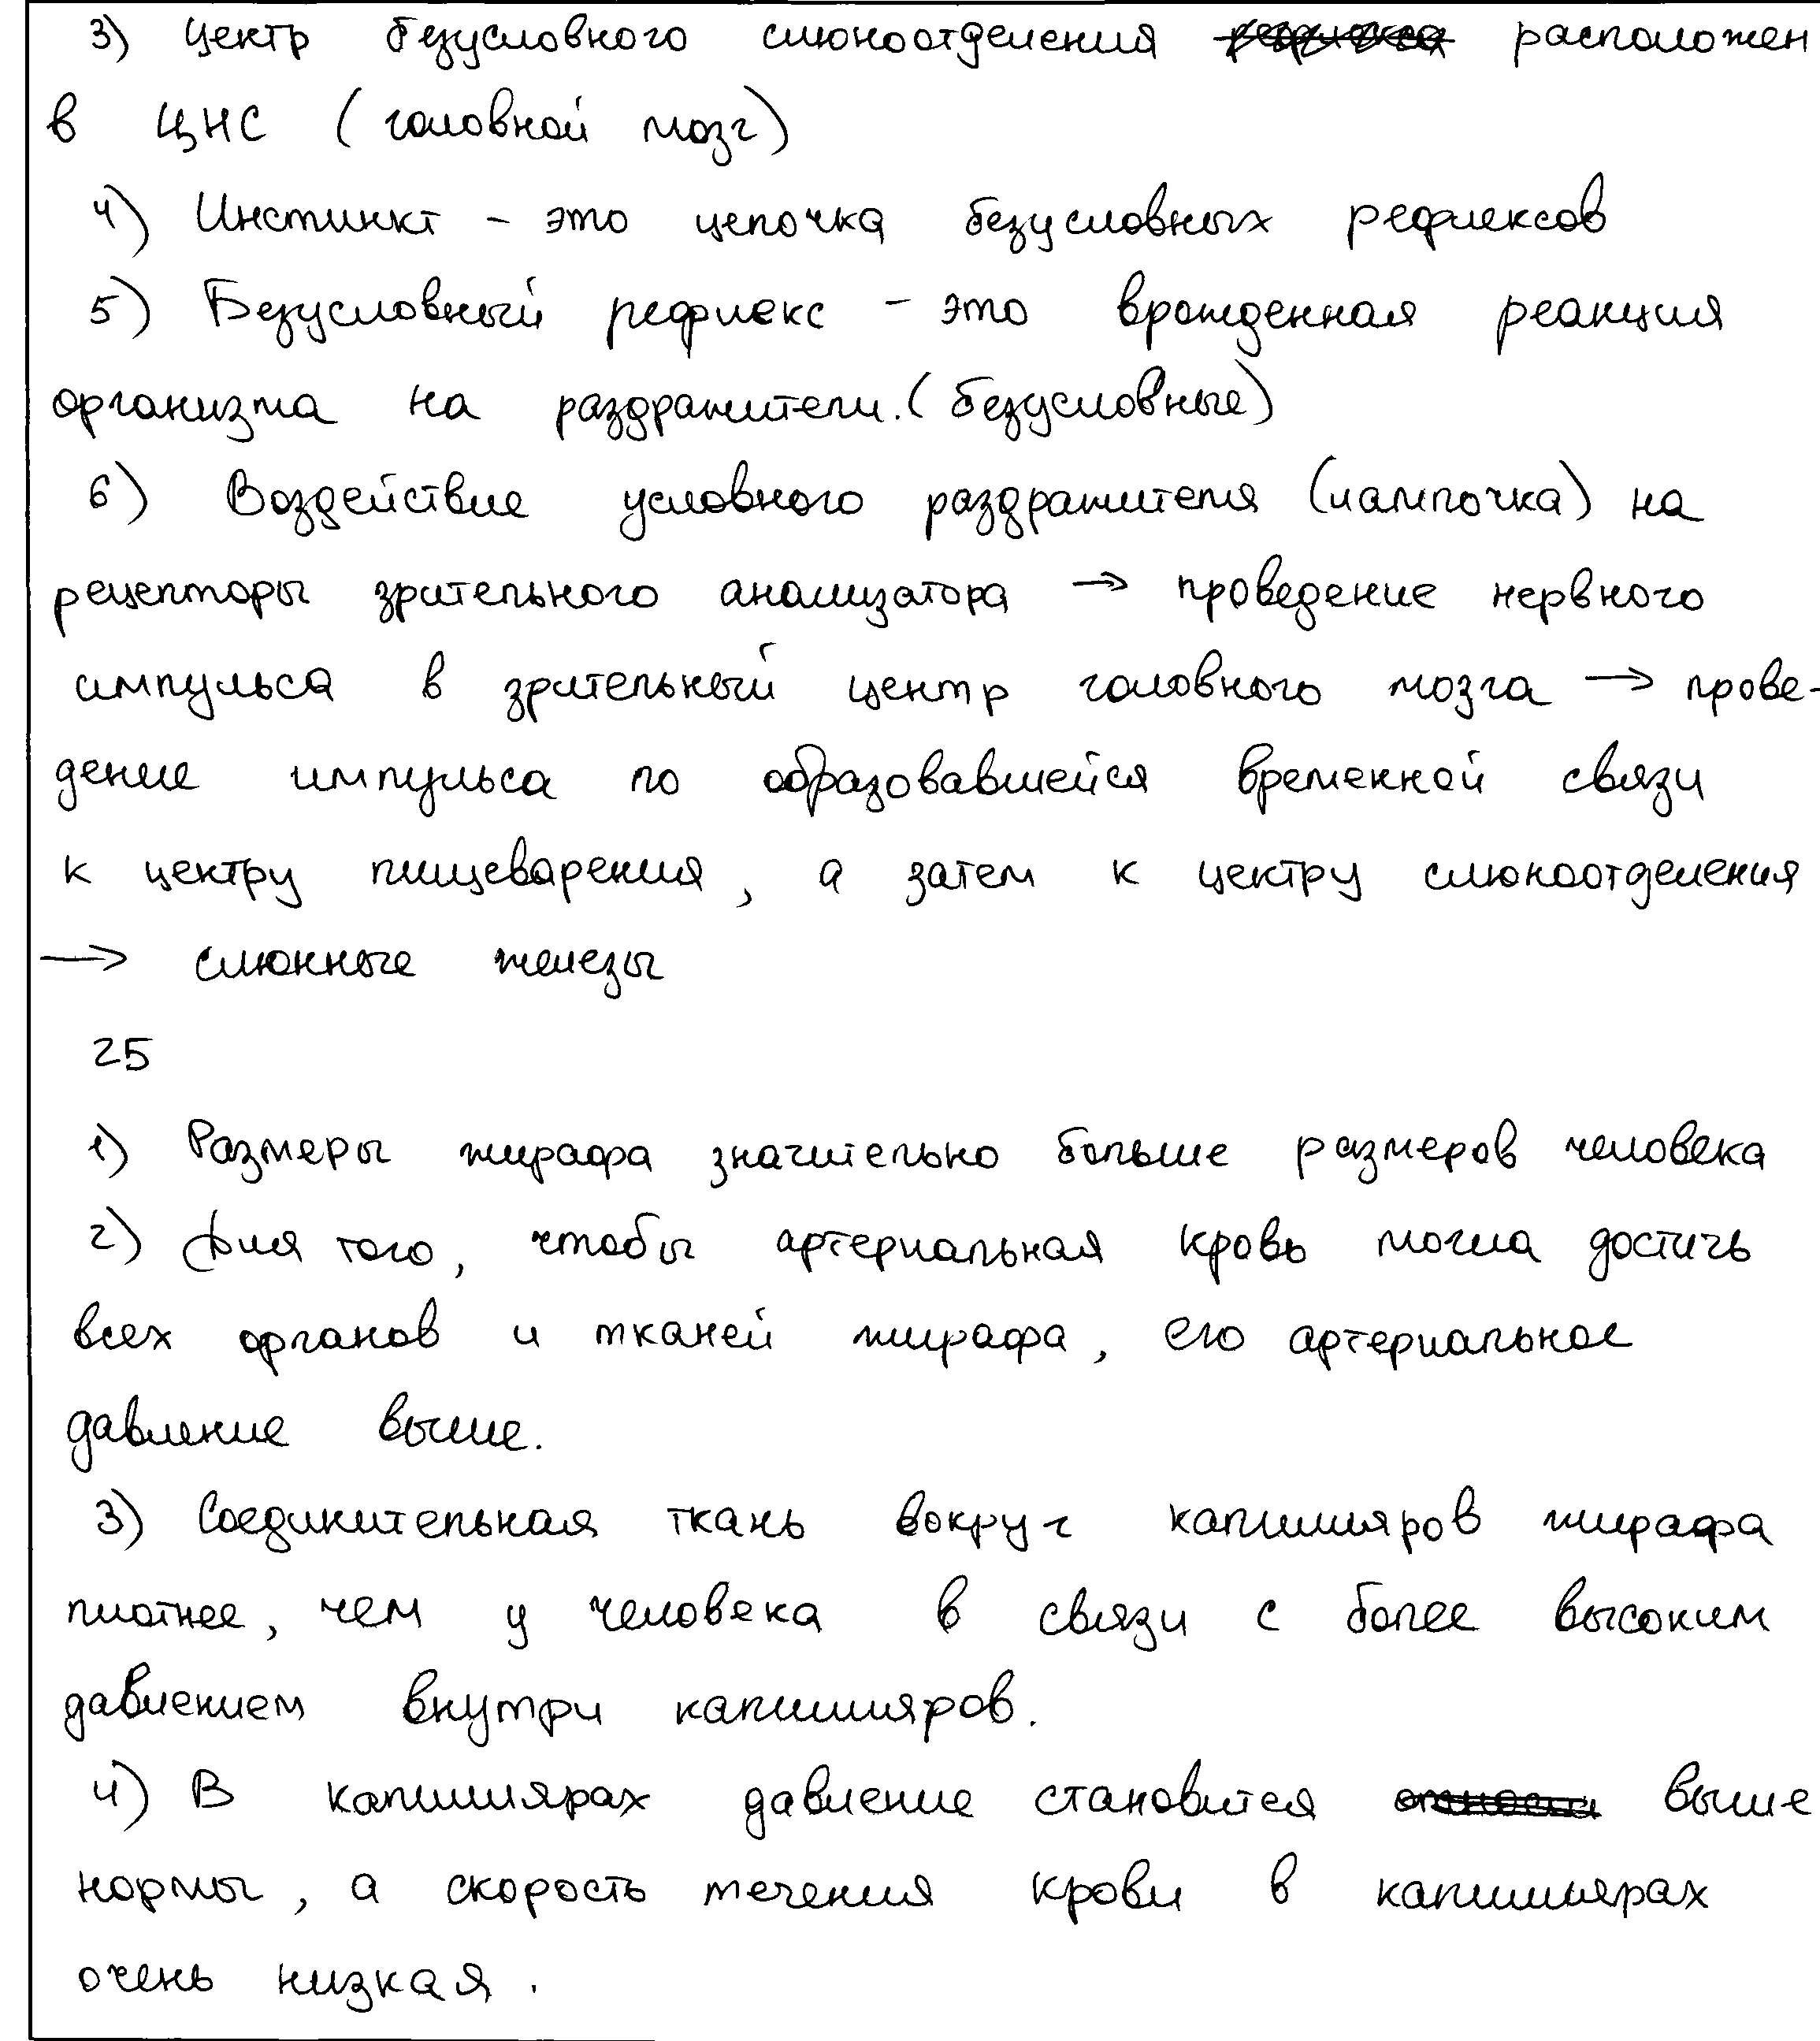 3) Центр безусловного слюноотделения рефлекса расположен
в ЦНС (головной мозг)
4) Инстинкт - это цепочка безусловных рефлексов
5) Безусловный рефлекс - это врожденная реакция
организма на раздражители.(безусловные)
6) Воздействие условного раздражителя (лампочка) на
рецепторы зрительного анализатора → проведение нервного
импульса в зрительный центр головного мозга → прове-
дение импульса по образовавшейся временной связи
к центру пищеварения, а затем к центру слюноотделения
→ слюнные железы
25
1) Размеры жирафа значительно больше размеров человека
2) Для того, чтобы артериальная кровь могла достичь
всех органов и тканей жирафа, его артериальное
давление выше.
3) Соединительная ткань вокруг капилляров жирафа
плотнее, чем у человека в связи с более высоким
давлением внутри капилляров.
4) В капиллярах давление становится выше
нормы, а скорость течения крови в капиллярах
очень низкая.